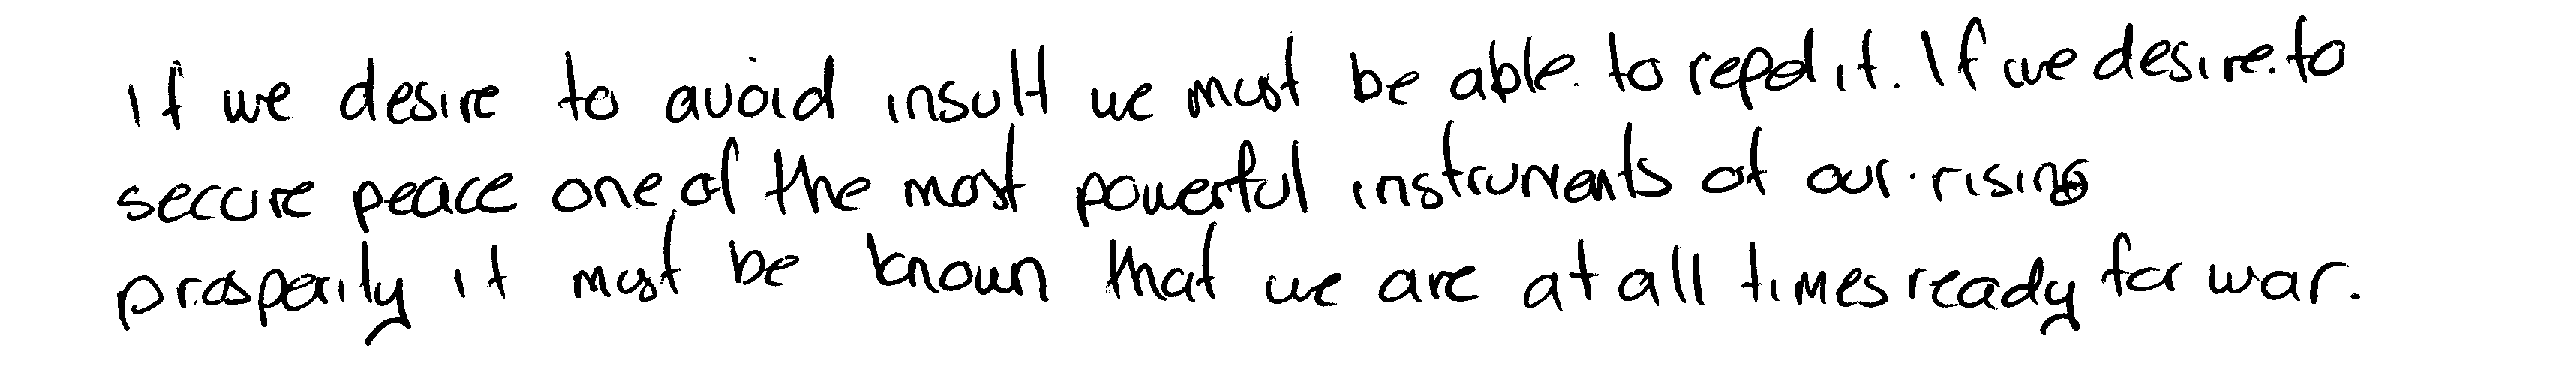 If we desire to avoid insult we must be able to repel it. If we desire to
secure peace one of the most powerful instruments of our rising
prosperity it must be known that we are at all times ready for war.